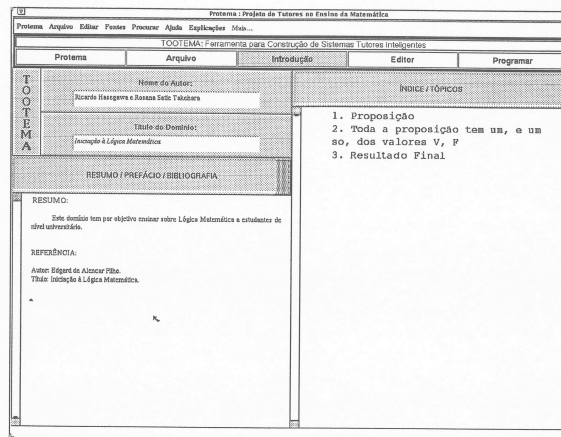 Protema : Projeto de Tutores no Ensino da Matemática
Protema Arquivo Editar Fontes Procurar Ajuda Explicações Mais...
TOOTEMA: Ferramenta para Construção de Sistemas Tutores Inteligentes
Protema Arquivo Introdução Editor Programar
TOOTEMA
Nome do Autor:
Ricardo Hasegawa e Rosana Satie Takehara
Título do Domínio:
Iniciação à Lógica Matemática
RESUMO / PREFÁCIO / BIBLIOGRAFIA
RESUMO:
Este domínio tem por objetivo ensinar sobre Lógica Matemática a estudantes de
nível universitário.
REFERÊNCIA:
Autor: Edgard de Alencar Filho.
Título: Iniciação à Lógica Matemática.
ÍNDICE / TÓPICOS
1. Proposição
2. Toda a proposição tem um, e um
so, dos valores V, F
3. Resultado Final